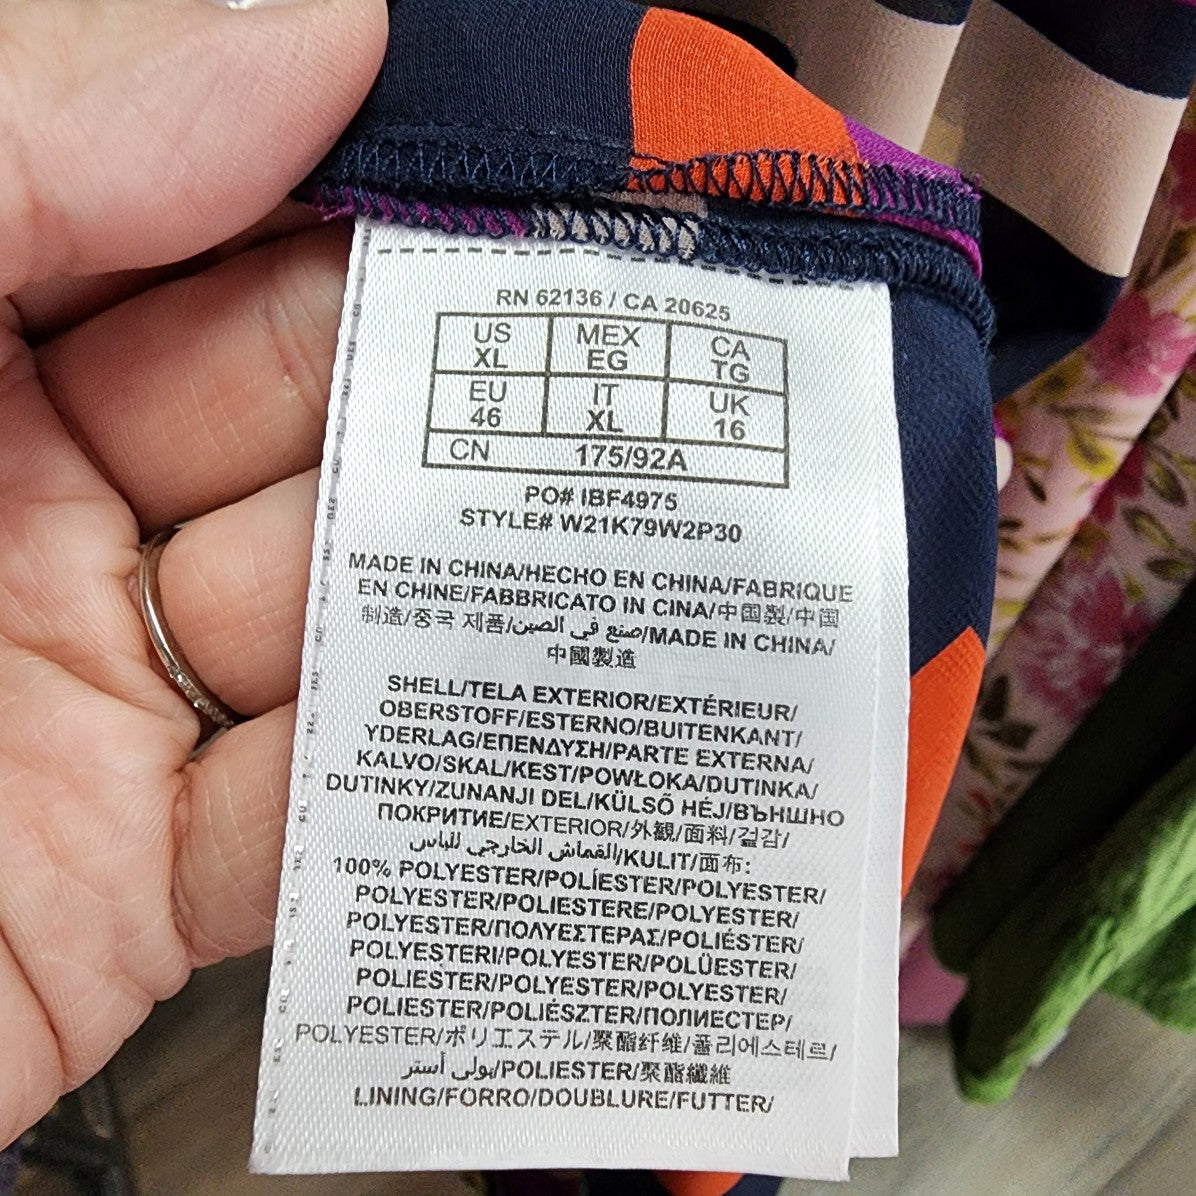 RN 62136 / CA 20625
US MEX CA
XL EG TG
EU IT UK
46 XL 16
CN 175/92A
PO# IBF4975
STYLE# W21K79W2P30
MADE IN CHINA/HECHO EN CHINA/FABRIQUE
EN CHINE/FABBRICATO IN CINA/中国製/中国
制造/중국 제품/صنع في الصين/MADE IN CHINA/
中國製造
SHELL/TELA EXTERIOR/EXTÉRIEUR/
OBERSTOFF/ESTERNO/BUITENKANT/
YDERLAG/ΕΠΕΝΔΥΣΗ/PARTE EXTERNA/
KALVO/SKAL/KEST/POWŁOKA/DUTINKA/
DUTINKY/ZUNANJI DEL/KÜLSŐ HÉJ/ВЪНШНО
ПОКРИТИЕ/EXTERIOR/外観/面料/겉감/
القماش الخارجي للباس/KULIT/面布:
100% POLYESTER/POLÍESTER/POLYESTER/
POLYESTER/POLIESTERE/POLYESTER/
POLYESTER/ΠΟΛΥΕΣΤΕΡΑΣ/POLIÉSTER/
POLYESTERI/POLYESTER/POLÜESTER/
POLIESTER/POLYESTER/POLYESTER/
POLIESTER/POLIÉSZTER/ПОЛИЕСТЕР/
POLYESTER/ポリエステル/聚酯纤维/폴리에스테르/
بولي أستر/POLIESTER/聚酯纖維
LINING/FORRO/DOUBLURE/FUTTER/